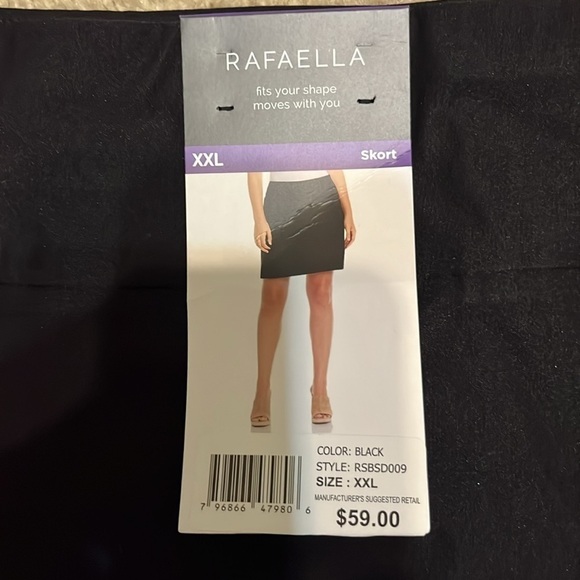 RAFAELLA
fits your shape
moves with you
XXL Skort
COLOR: BLACK
STYLE: RSBSD009
SIZE : XXL
MANUFACTURER'S SUGGESTED RETAIL
$59.00
7 96866 47980 6